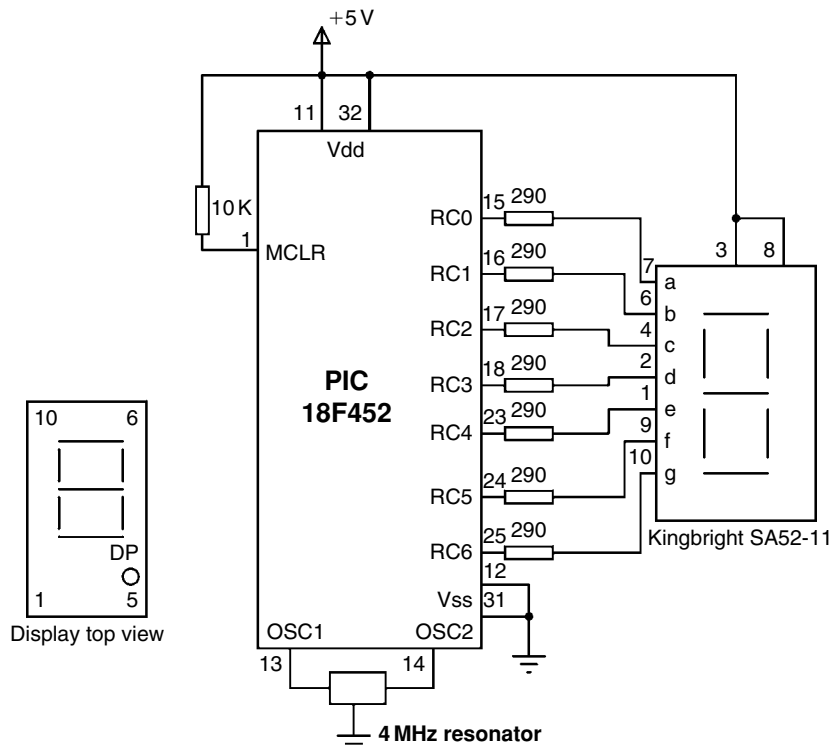 +5 V
11 32
Vdd
10 K
1
MCLR
PIC
18F452
RC0 15 290
RC1 16 290
RC2 17 290
RC3 18 290
RC4 23 290
RC5 24 290
RC6 25 290
12
Vss 31
OSC1 OSC2
13 14
4 MHz resonator
3 8
7 a
6 b
4 c
2 d
1 e
9 f
10 g
Kingbright SA52-11
10 6
DP
1 5
Display top view